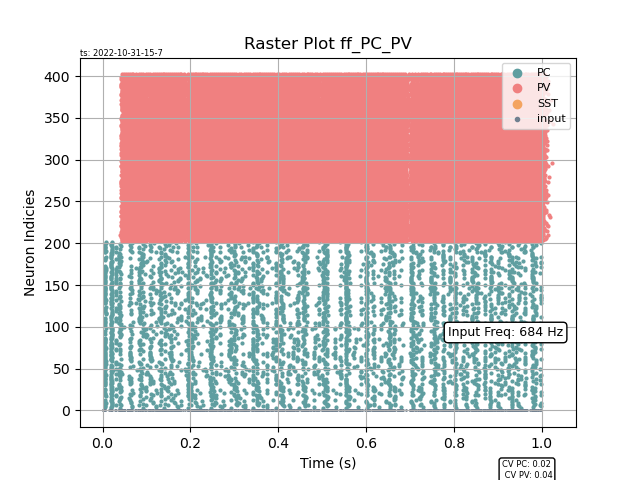 ts: 2022-10-31-15-7
Raster Plot ff_PC_PV
Neuron Indicies
400
350
300
250
200
150
100
50
0
PC
PV
SST
input
Input Freq: 684 Hz
0.0 0.2 0.4 0.6 0.8 1.0
Time (s)
CV PC: 0.02
CV PV: 0.04